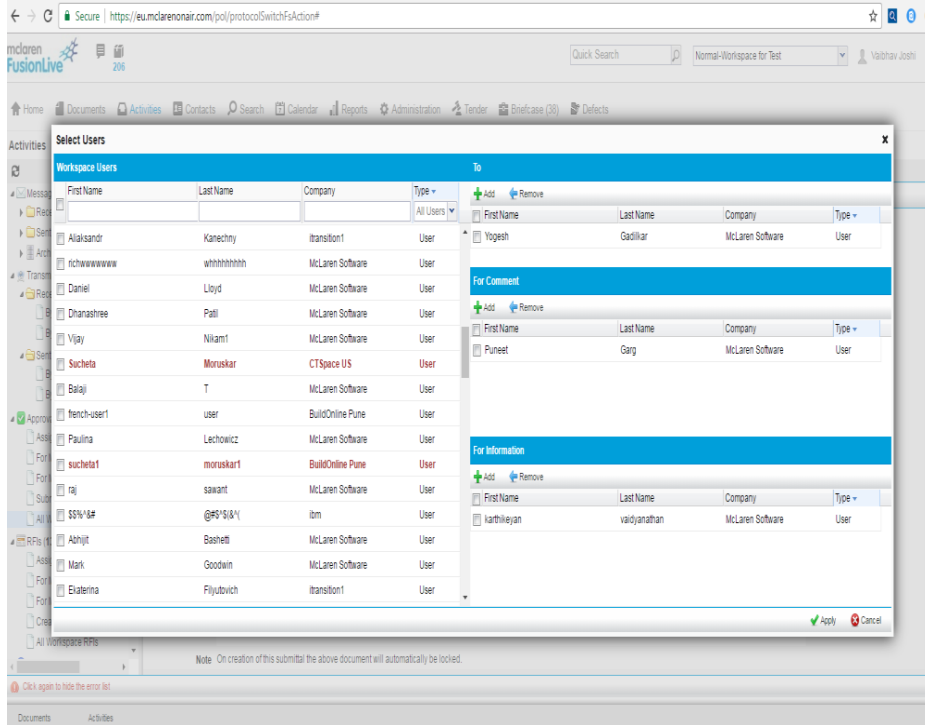 Secure https://eu.mclarenonair.com/pol/protocolSwitchFsAction#
mclaren
FusionLive
206
Quick Search
Normal-Workspace for Test
Vaibhav Joshi
Home Documents Activities Contacts Search Calendar Reports Administration Tender Briefcase (38) Defects
Activities
Select Users x
Workspace Users
First Name Last Name Company Type
All Users
Aliaksandr Kanechny itransition1 User
richwwwwwww whhhhhhhhh McLaren Software User
Daniel Lloyd McLaren Software User
Dhanashree Patil McLaren Software User
Vijay Nikam1 McLaren Software User
Sucheta Moruskar CTSpace US User
Balaji T McLaren Software User
french-user1 user BuildOnline Pune User
Paulina Lechowicz McLaren Software User
sucheta1 moruskar1 BuildOnline Pune User
raj sawant McLaren Software User
$$%^&# @#$^$(&^( ibm User
Abhijit Bashetti McLaren Software User
Mark Goodwin McLaren Software User
Ekaterina Filyutovich itransition1 User
To
Add Remove
First Name Last Name Company Type
Yogesh Gadilkar McLaren Software User
For Comment
Add Remove
First Name Last Name Company Type
Puneet Garg McLaren Software User
For Information
Add Remove
First Name Last Name Company Type
karthikeyan vaidyanathan McLaren Software User
Apply Cancel
All Workspace RFIs
Note On creation of this submittal the above document will automatically be locked.
Click again to hide the error list
Documents Activities